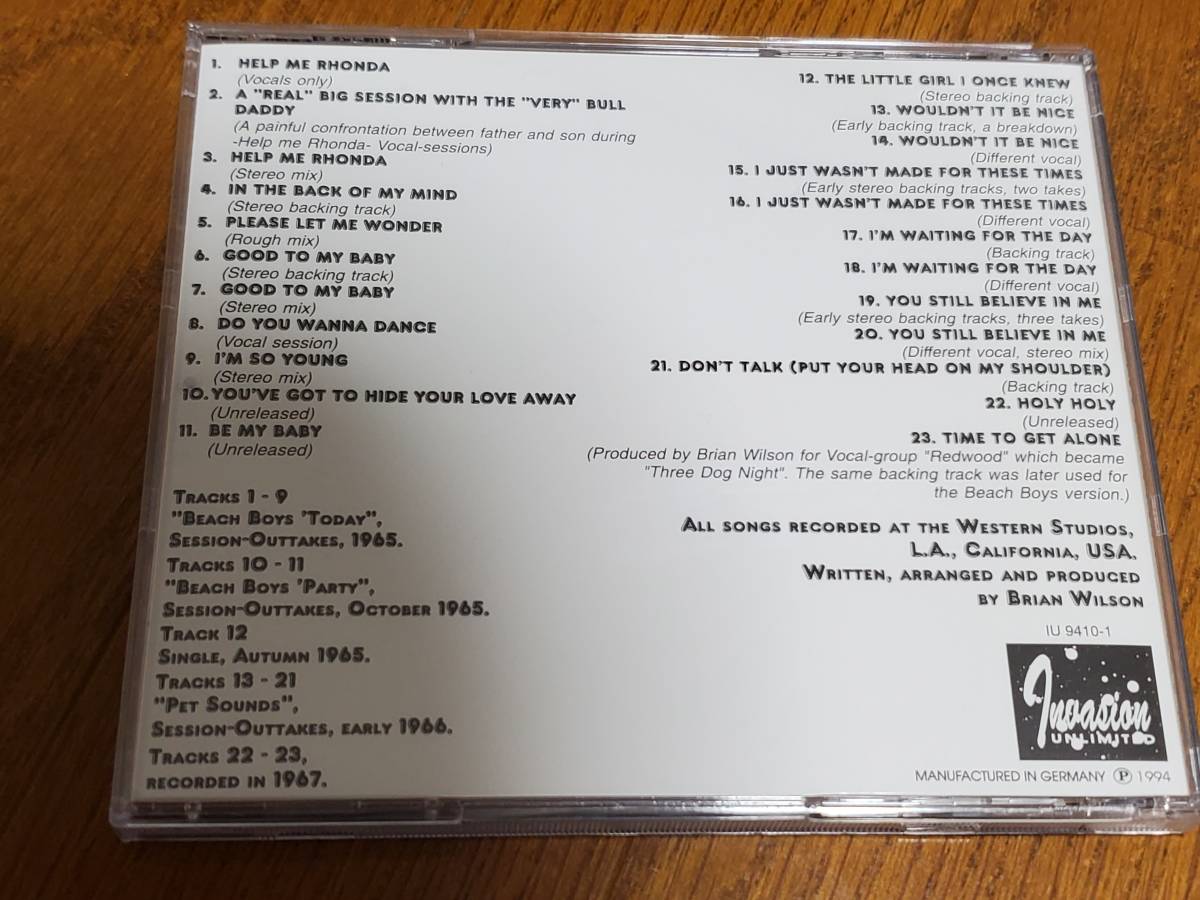 1. HELP ME RHONDA
(Vocals only)
2. A "REAL" BIG SESSION WITH THE "VERY" BULL
DADDY
(A painful confrontation between father and son during
-Help me Rhonda- Vocal-sessions)
3. HELP ME RHONDA
(Stereo mix)
4. IN THE BACK OF MY MIND
(Stereo backing track)
5. PLEASE LET ME WONDER
(Rough mix)
6. GOOD TO MY BABY
(Stereo backing track)
7. GOOD TO MY BABY
(Stereo mix)
8. DO YOU WANNA DANCE
(Vocal session)
9. I'M SO YOUNG
(Stereo mix)
10. YOU'VE GOT TO HIDE YOUR LOVE AWAY
(Unreleased)
11. BE MY BABY
(Unreleased)
TRACKS 1 - 9
"BEACH BOYS 'TODAY",
SESSION-OUTTAKES, 1965.
TRACKS 10 - 11
"BEACH BOYS 'PARTY",
SESSION-OUTTAKES, OCTOBER 1965.
TRACK 12
SINGLE, AUTUMN 1965.
TRACKS 13 - 21
"PET SOUNDS",
SESSION-OUTTAKES, EARLY 1966.
TRACKS 22 - 23,
RECORDED IN 1967.
12. THE LITTLE GIRL I ONCE KNEW
(Stereo backing track)
13. WOULDN'T IT BE NICE
(Early backing track, a breakdown)
14. WOULDN'T IT BE NICE
(Different vocal)
15. I JUST WASN'T MADE FOR THESE TIMES
(Early stereo backing tracks, two takes)
16. I JUST WASN'T MADE FOR THESE TIMES
(Different vocal)
17. I'M WAITING FOR THE DAY
(Backing track)
18. I'M WAITING FOR THE DAY
(Different vocal)
19. YOU STILL BELIEVE IN ME
(Early stereo backing tracks, three takes)
20. YOU STILL BELIEVE IN ME
(Different vocal, stereo mix)
21. DON'T TALK (PUT YOUR HEAD ON MY SHOULDER)
(Backing track)
22. HOLY HOLY
(Unreleased)
23. TIME TO GET ALONE
(Produced by Brian Wilson for Vocal-group "Redwood" which became
"Three Dog Night". The same backing track was later used for
the Beach Boys version.)
ALL SONGS RECORDED AT THE WESTERN STUDIOS,
L.A., CALIFORNIA, USA.
WRITTEN, ARRANGED AND PRODUCED
BY BRIAN WILSON
IU 9410-1
Invasion
UNLIMITED
MANUFACTURED IN GERMANY Ⓟ 1994